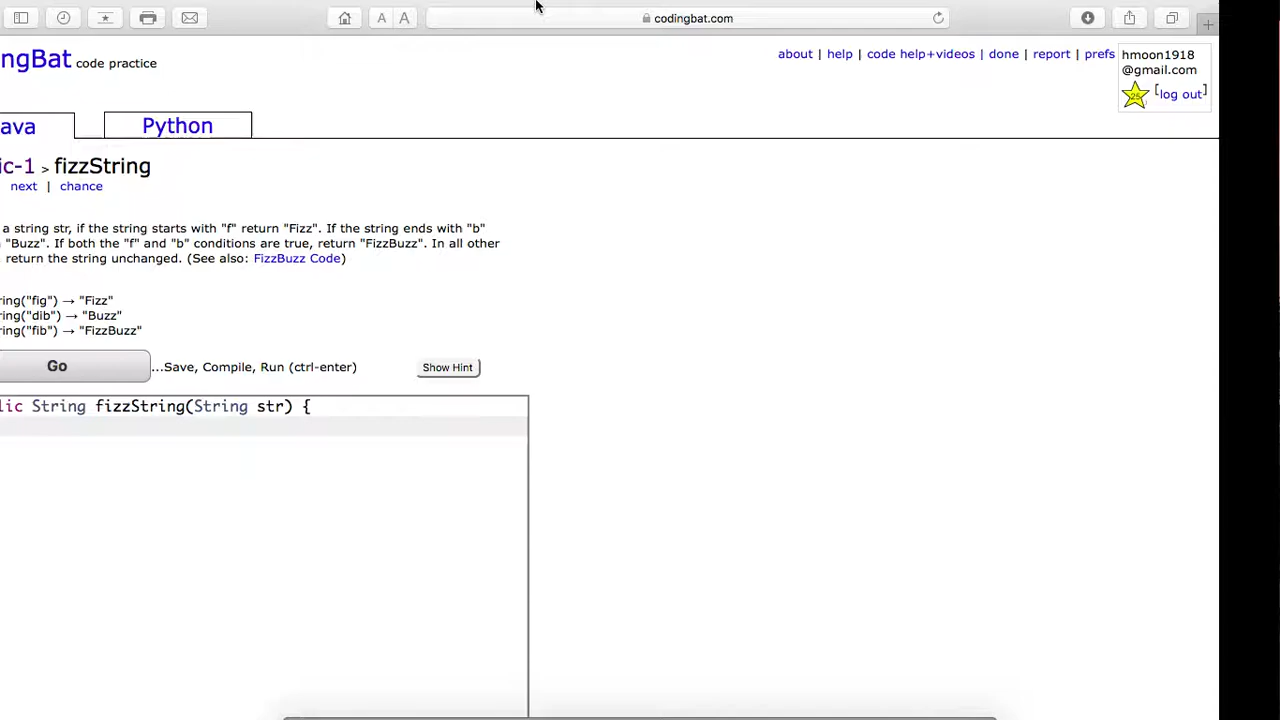 codingbat.com
ngBat code practice
about | help | code help+videos | done | report | prefs
hmoon1918
@gmail.com
25
[log out]
ava
Python
ic-1 > fizzString
next | chance
a string str, if the string starts with "f" return "Fizz". If the string ends with "b"
"Buzz". If both the "f" and "b" conditions are true, return "FizzBuzz". In all other
return the string unchanged. (See also: FizzBuzz Code)
ring("fig") → "Fizz"
ring("dib") → "Buzz"
ring("fib") → "FizzBuzz"
Go
...Save, Compile, Run (ctrl-enter)
Show Hint
lic String fizzString(String str) {